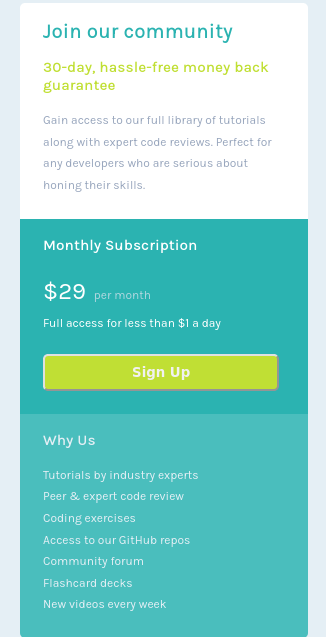 Join our community
30-day, hassle-free money back
guarantee
Gain access to our full library of tutorials
along with expert code reviews. Perfect for
any developers who are serious about
honing their skills.
Monthly Subscription
$29 per month
Full access for less than $1 a day
Sign Up
Why Us
Tutorials by industry experts
Peer & expert code review
Coding exercises
Access to our GitHub repos
Community forum
Flashcard decks
New videos every week